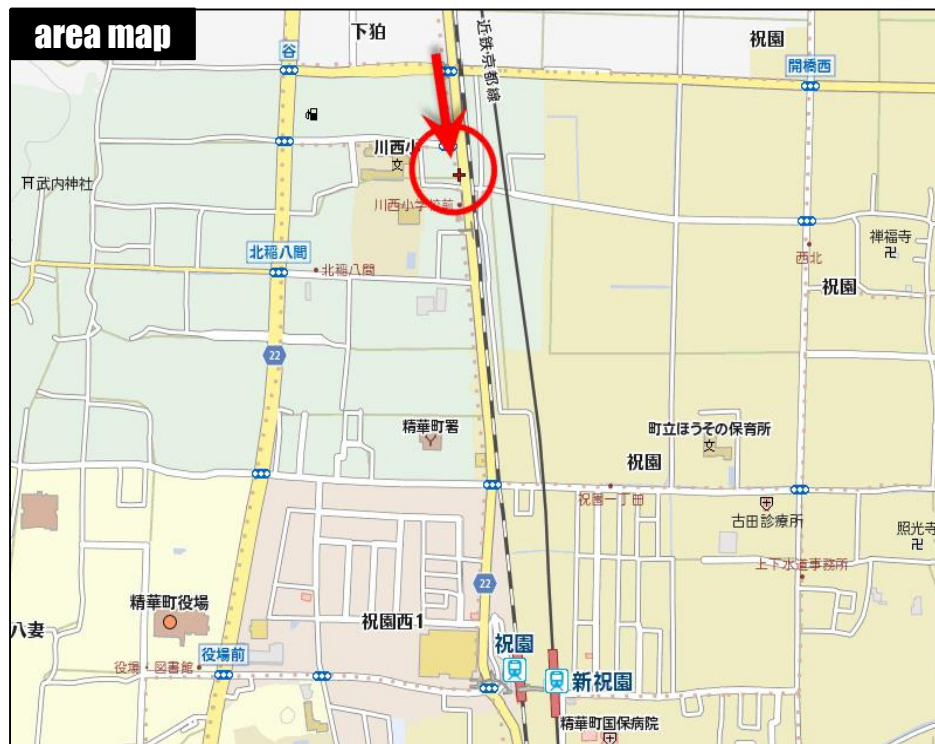 area map
下狛
谷
近鉄京都線
祝園
開橋西
川西小
文
武内神社
川西小学校前
北稲八間
北稲八間
禅福寺
西北
祝園
22
精華町署
町立ほうその保育所
文
祝園
祝園一丁目
古田診療所
照光寺
上下水道事務所
22
精華町役場
祝園西1
八妻
役場前
役場・図書館
祝園
新祝園
精華町国保病院